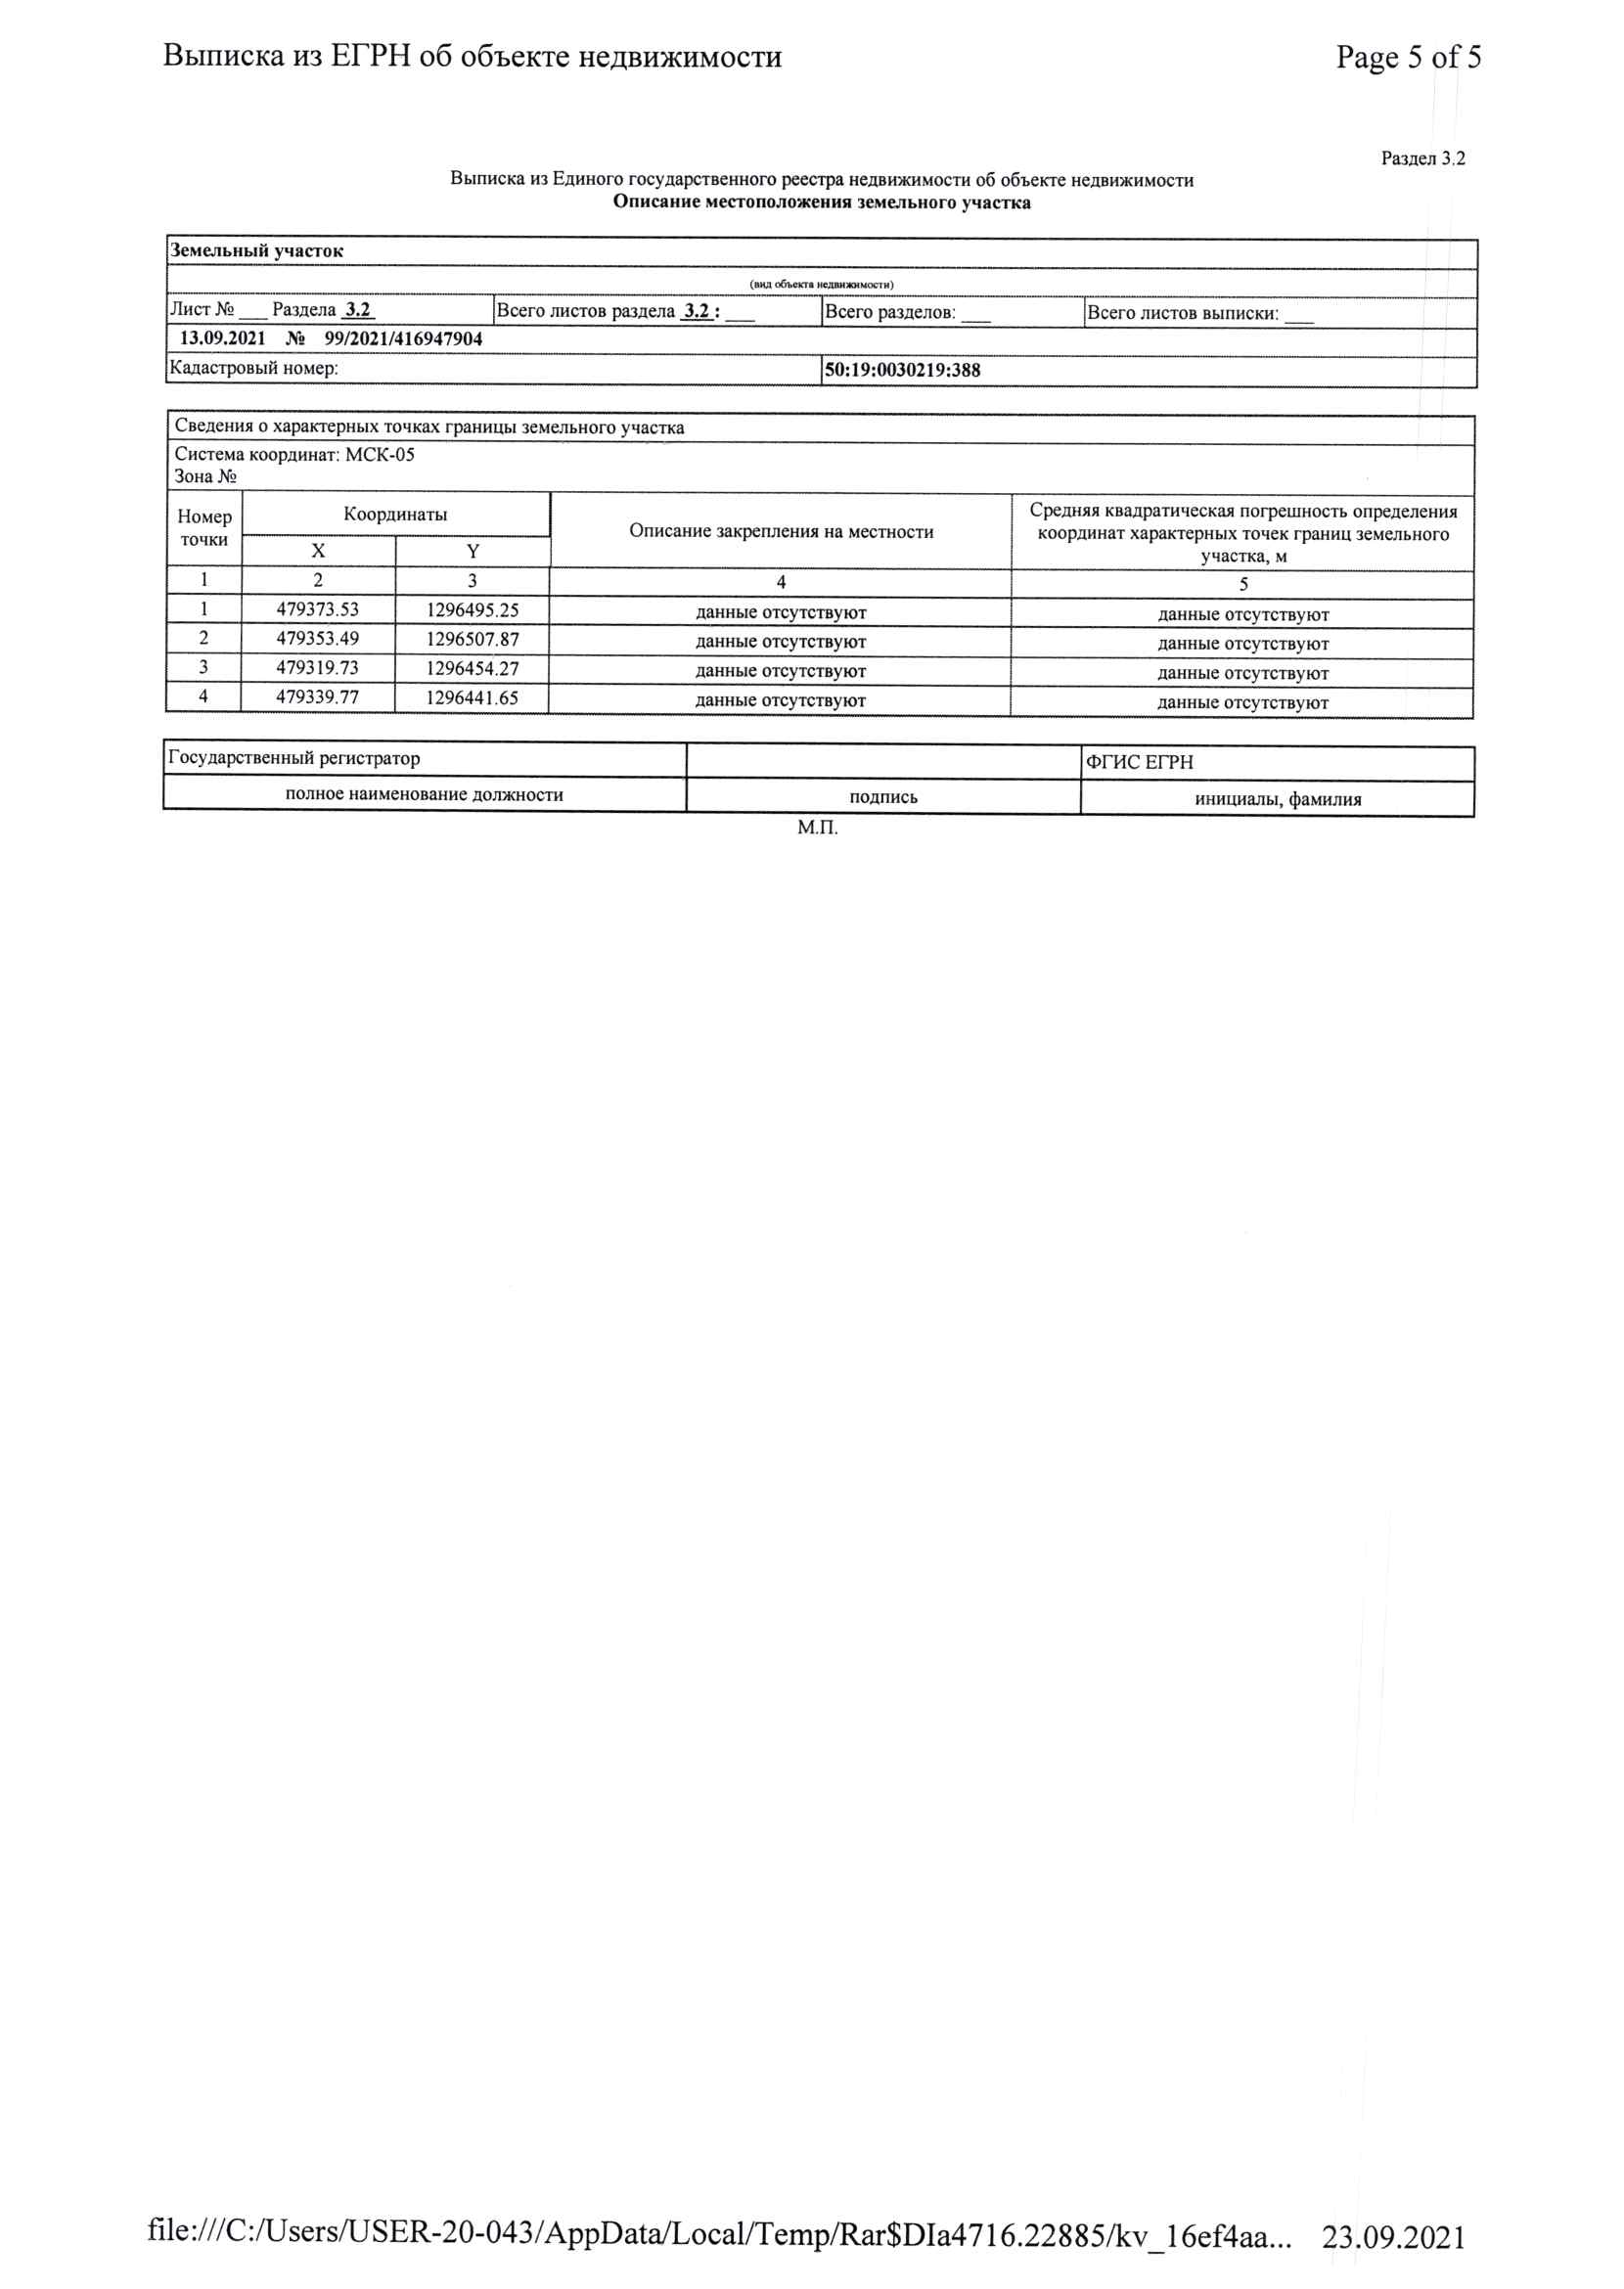 Выписка из ЕГРН об объекте недвижимости Page 5 of 5
Раздел 3.2
Выписка из Единого государственного реестра недвижимости об объекте недвижимости
Описание местоположения земельного участка
Земельный участок
(вид объекта недвижимости)
Лист № ___ Раздела 3.2 Всего листов раздела 3.2 : ___ Всего разделов: ___ Всего листов выписки: ___
13.09.2021 № 99/2021/416947904
Кадастровый номер: 50:19:0030219:388
Сведения о характерных точках границы земельного участка
Система координат: МСК-05
Зона №
Номер точки Координаты Описание закрепления на местности Средняя квадратическая погрешность определения координат характерных точек границ земельного участка, м
X Y
1 2 3 4 5
1 479373.53 1296495.25 данные отсутствуют данные отсутствуют
2 479353.49 1296507.87 данные отсутствуют данные отсутствуют
3 479319.73 1296454.27 данные отсутствуют данные отсутствуют
4 479339.77 1296441.65 данные отсутствуют данные отсутствуют
Государственный регистратор ФГИС ЕГРН
полное наименование должности подпись инициалы, фамилия
М.П.
file:///C:/Users/USER-20-043/AppData/Local/Temp/Rar$DIa4716.22885/kv_16ef4aa... 23.09.2021